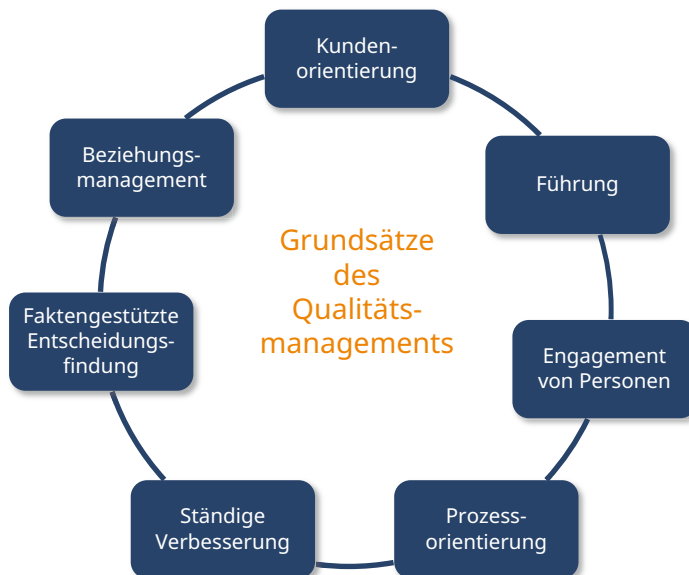 Kunden-
orientierung
Führung
Engagement
von Personen
Prozess-
orientierung
Ständige
Verbesserung
Faktengestützte
Entscheidungs-
findung
Beziehungs-
management
Grundsätze
des
Qualitäts-
managements